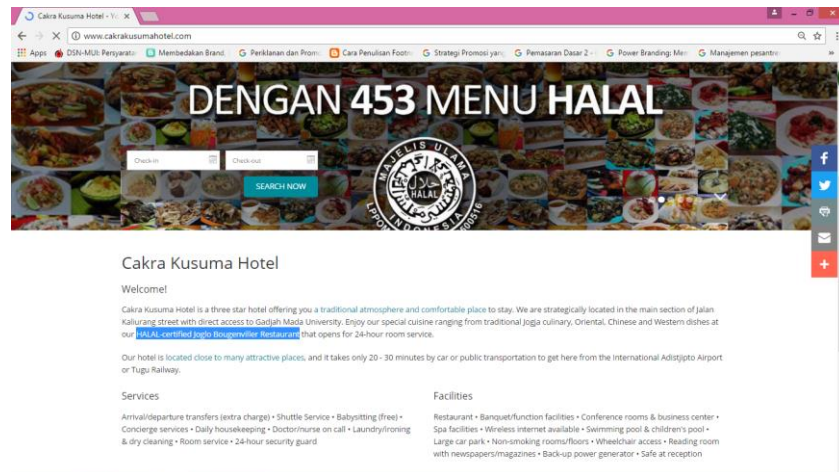 Cakra Kusuma Hotel - Yo
www.cakrakusumahotel.com
Apps DSN-MUI: Persyarata Membedakan Brand, Periklanan dan Promo Cara Penulisan Footn Strategi Promosi yang Pemasaran Dasar 2 - Power Branding: Men Manajemen pesantre
DENGAN 453 MENU HALAL
MAJELIS ULAMA
Check-in Check-out
SEARCH NOW
حلال
HALAL
LPPOM INDONESIA
Cakra Kusuma Hotel
Welcome!
Cakra Kusuma Hotel is a three star hotel offering you a traditional atmosphere and comfortable place to stay. We are strategically located in the main section of Jalan
Kaliurang street with direct access to Gadjah Mada University. Enjoy our special cuisine ranging from traditional Jogja culinary, Oriental, Chinese and Western dishes at
our HALAL-certified Joglo Bougenviller Restaurant that opens for 24-hour room service.
Our hotel is located close to many attractive places, and it takes only 20 - 30 minutes by car or public transportation to get here from the International Adistjipto Airport
or Tugu Railway.
Services
Arrival/departure transfers (extra charge) • Shuttle Service • Babysitting (free) •
Concierge services • Daily housekeeping • Doctor/nurse on call • Laundry/ironing
& dry cleaning • Room service • 24-hour security guard
Facilities
Restaurant • Banquet/function facilities • Conference rooms & business center •
Spa facilities • Wireless internet available • Swimming pool & children's pool •
Large car park • Non-smoking rooms/floors • Wheelchair access • Reading room
with newspapers/magazines • Back-up power generator • Safe at reception